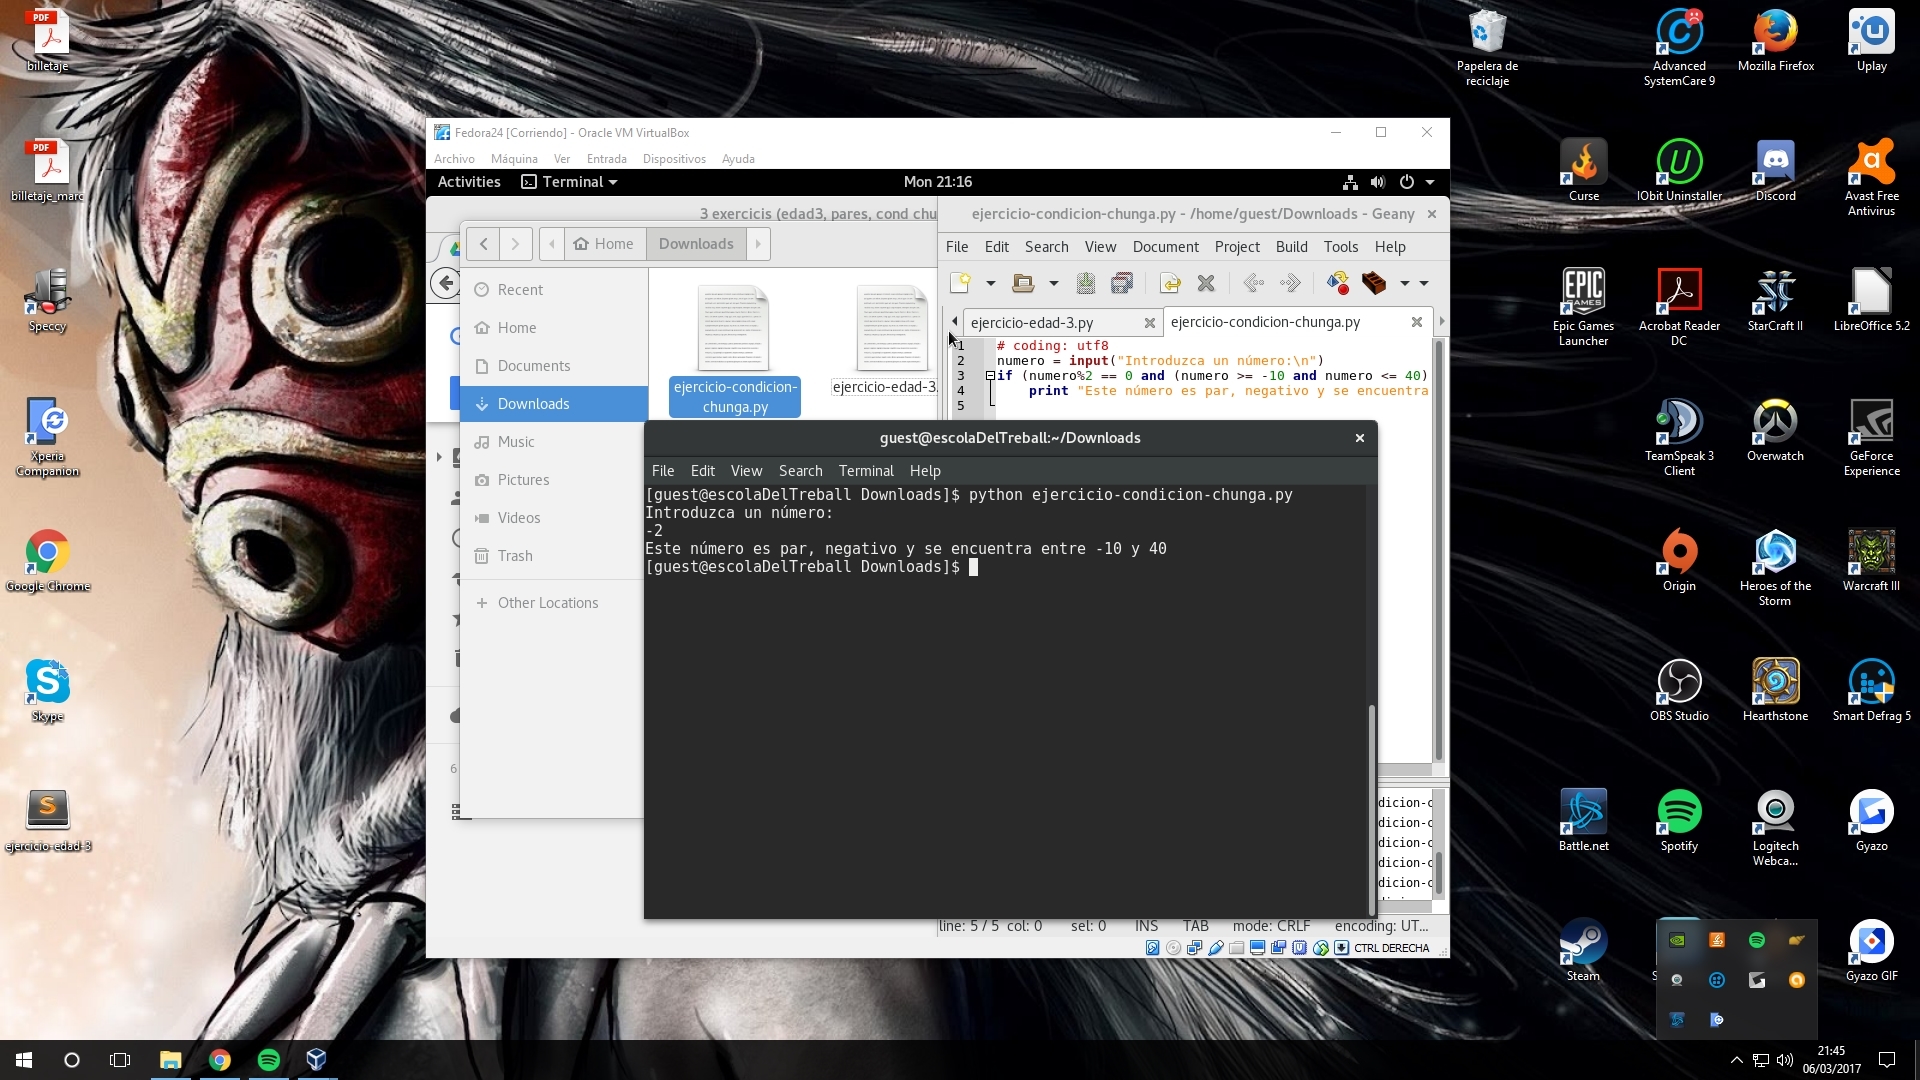 billetaje
billetaje_marc
Speccy
Xperia
Companion
Google Chrome
Skype
ejercicio-edad-3
Fedora24 [Corriendo] - Oracle VM VirtualBox
Archivo Máquina Ver Entrada Dispositivos Ayuda
Activities Terminal Mon 21:16
3 exercicis (edad3, pares, cond chu
Home Downloads
Recent
Home
Documents
Downloads
Music
Pictures
Videos
Trash
Other Locations
6
ejercicio-condicion-
chunga.py
ejercicio-edad-3
ejercicio-condicion-chunga.py - /home/guest/Downloads - Geany
File Edit Search View Document Project Build Tools Help
ejercicio-edad-3.py ejercicio-condicion-chunga.py
1 # coding: utf8
2 numero = input("Introduzca un número:\n")
3 if (numero%2 == 0 and (numero >= -10 and numero <= 40)
4 print "Este número es par, negativo y se encuentra
5
guest@escolaDelTreball:~/Downloads
File Edit View Search Terminal Help
[guest@escolaDelTreball Downloads]$ python ejercicio-condicion-chunga.py
Introduzca un número:
-2
Este número es par, negativo y se encuentra entre -10 y 40
[guest@escolaDelTreball Downloads]$
dicion-c
dicion-c
dicion-c
dicion-c
dicion-c
line: 5 / 5 col: 0 sel: 0 INS TAB mode: CRLF encoding: UT...
CTRL DERECHA
Papelera de
reciclaje
Advanced
SystemCare 9
Mozilla Firefox
Uplay
Curse
IObit Uninstaller
Discord
Avast Free
Antivirus
Epic Games
Launcher
Acrobat Reader
DC
StarCraft II
LibreOffice 5.2
TeamSpeak 3
Client
Overwatch
GeForce
Experience
Origin
Heroes of the
Storm
Warcraft III
OBS Studio
Hearthstone
Smart Defrag 5
Battle.net
Spotify
Logitech
Webca...
Gyazo
Steam
Gyazo GIF
21:45
06/03/2017